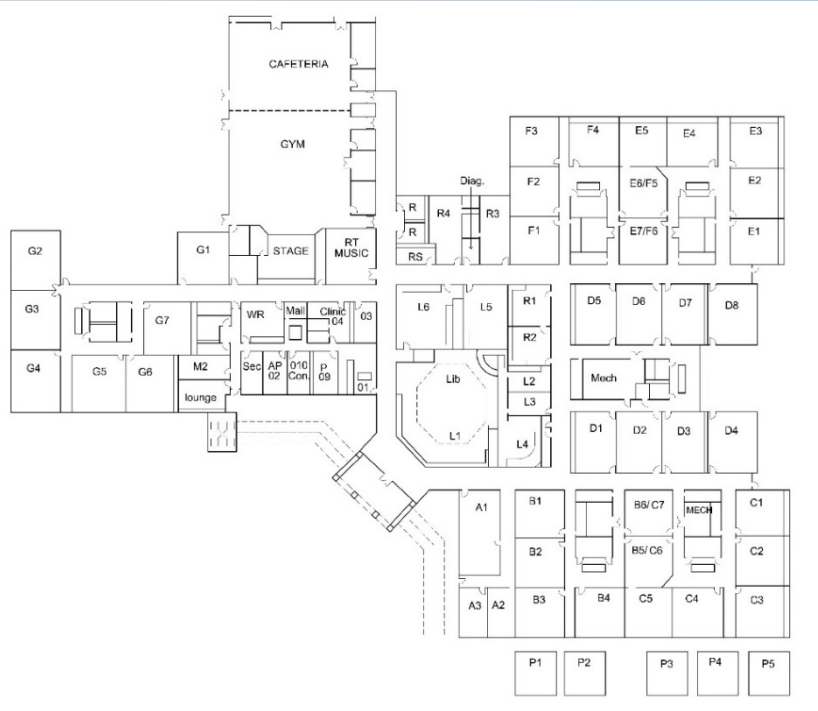 CAFETERIA
GYM
F3
F4
E5
E4
E3
Diag.
F2
E6/F5
E2
R
R4
R3
R
F1
E7/F6
E1
G2
G1
STAGE
RT
MUSIC
RS
G3
G7
WR
Mail
Clinic
04
03
L6
L5
R1
D5
D6
D7
D8
R2
G4
G5
G6
M2
Sec
AP
02
010
Con.
P
09
01
Lib
L2
Mech
lounge
L3
L1
L4
D1
D2
D3
D4
A1
B1
B6/ C7
MECH
C1
B2
B5/ C6
C2
A3
A2
B3
B4
C5
C4
C3
P1
P2
P3
P4
P5